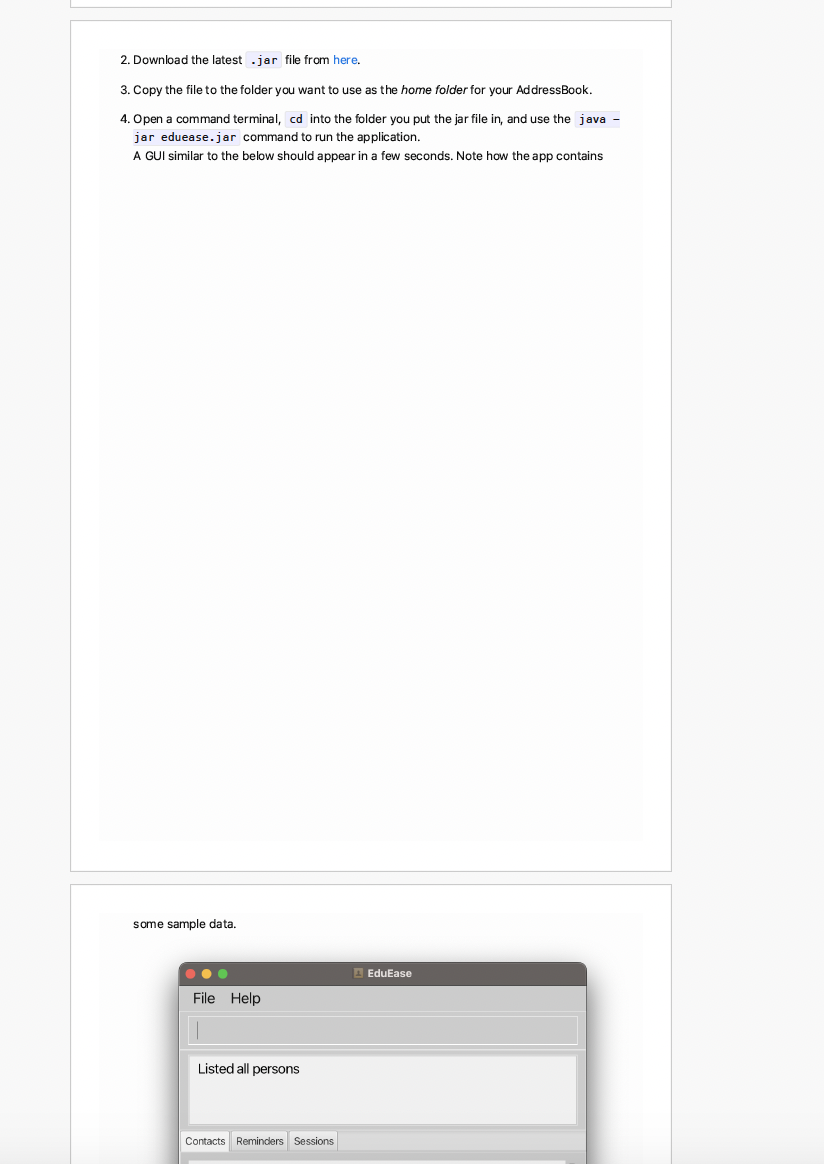 2. Download the latest .jar file from here.
3. Copy the file to the folder you want to use as the home folder for your AddressBook.
4. Open a command terminal, cd into the folder you put the jar file in, and use the java -
jar eduease.jar command to run the application.
A GUI similar to the below should appear in a few seconds. Note how the app contains
some sample data.
EduEase
File Help
Listed all persons
Contacts Reminders Sessions